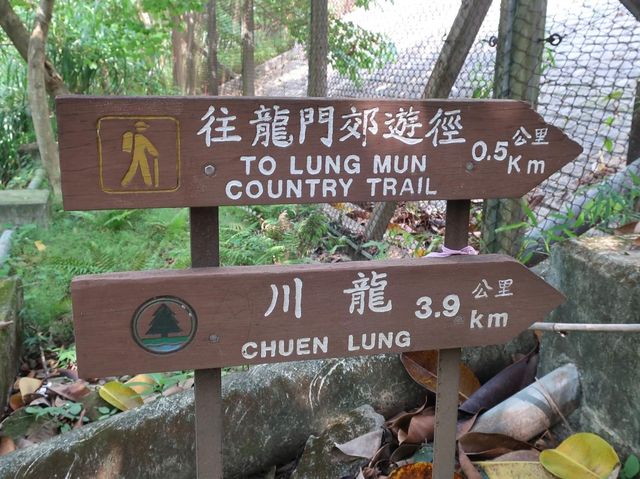 往龍門郊遊徑
TO LUNG MUN
COUNTRY TRAIL
0.5 公里
Km
川龍 3.9 公里
km
CHUEN LUNG